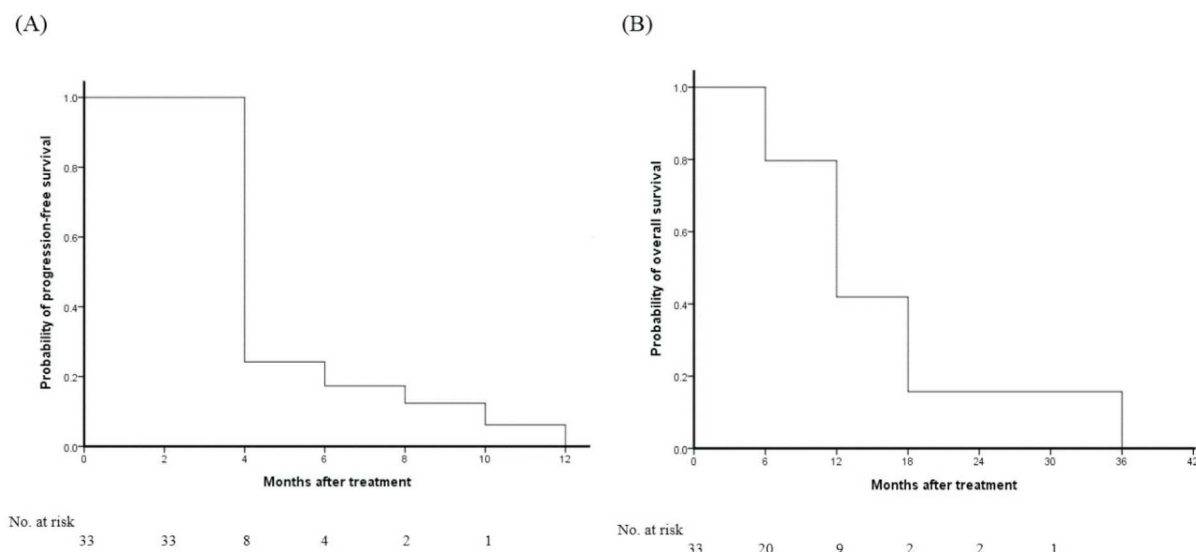 (A)
Probability of progression-free survival
1.0
0.8
0.6
0.4
0.2
0.0
0 2 4 6 8 10 12
Months after treatment
No. at risk
33 33 8 4 2 1
(B)
Probability of overall survival
1.0
0.8
0.6
0.4
0.2
0.0
0 6 12 18 24 30 36 42
Months after treatment
No. at risk
33 20 9 2 2 1